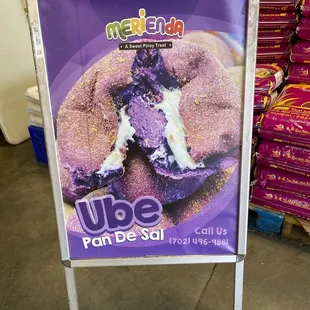 MERIENDA
• A Sweet Pinoy Treat •
Ube
Pan De Sal
Call Us
(702) 496-9881